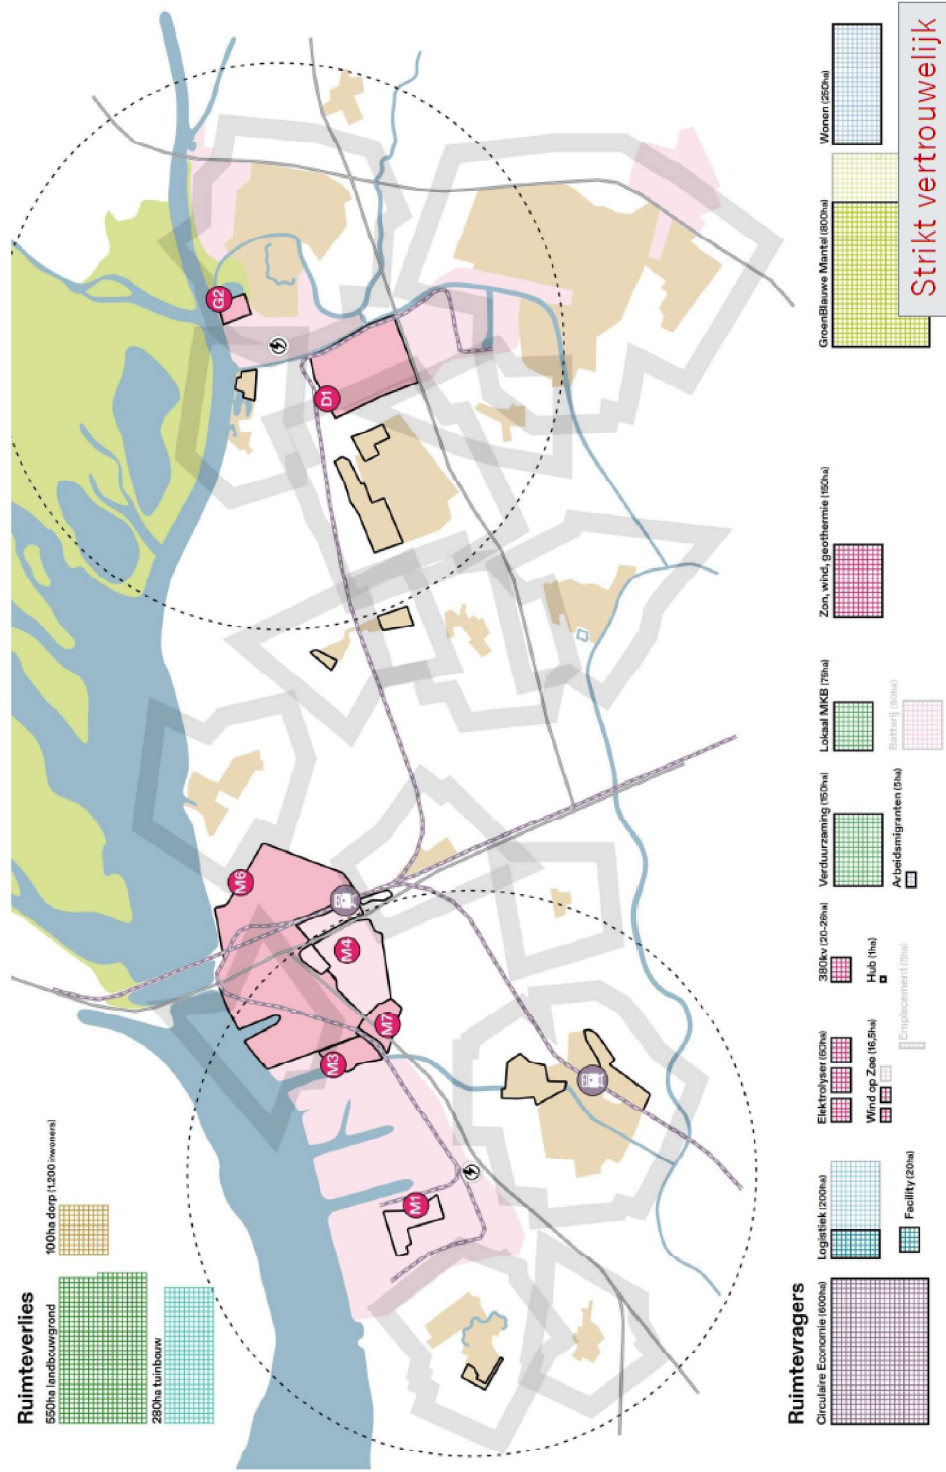 Ruimteverlies
550ha landbouwgrond
100ha dorp (1.200 inwoners)
280ha tuinbouw
M1
M3
M7
M4
M6
D1
G2
Ruimtevragers
Circulaire Economie (600ha)
Logistiek (200ha)
Facility (20ha)
Elektrolyser (60ha)
Wind op Zee (16,5ha)
380kv (20-26ha)
Hub (1ha)
Verduurzaming (150ha)
Arbeidsmigranten (5ha)
Lokaal MKB (75ha)
Batterij (80ha)
Zon, wind, geothermie (150ha)
GroenBlauwe Mantel (800ha)
Wonen (250ha)
Emplacement
Strikt vertrouwelijk